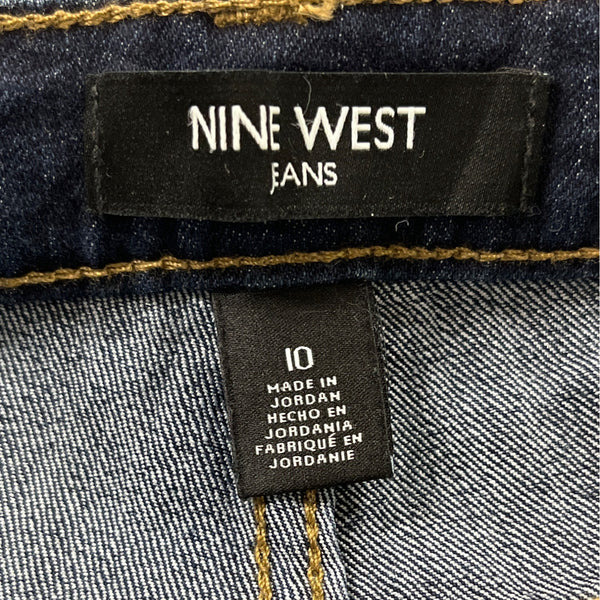 NINE WEST
JEANS
10
MADE IN
JORDAN
HECHO EN
JORDANIA
FABRIQUÉ EN
JORDANIE